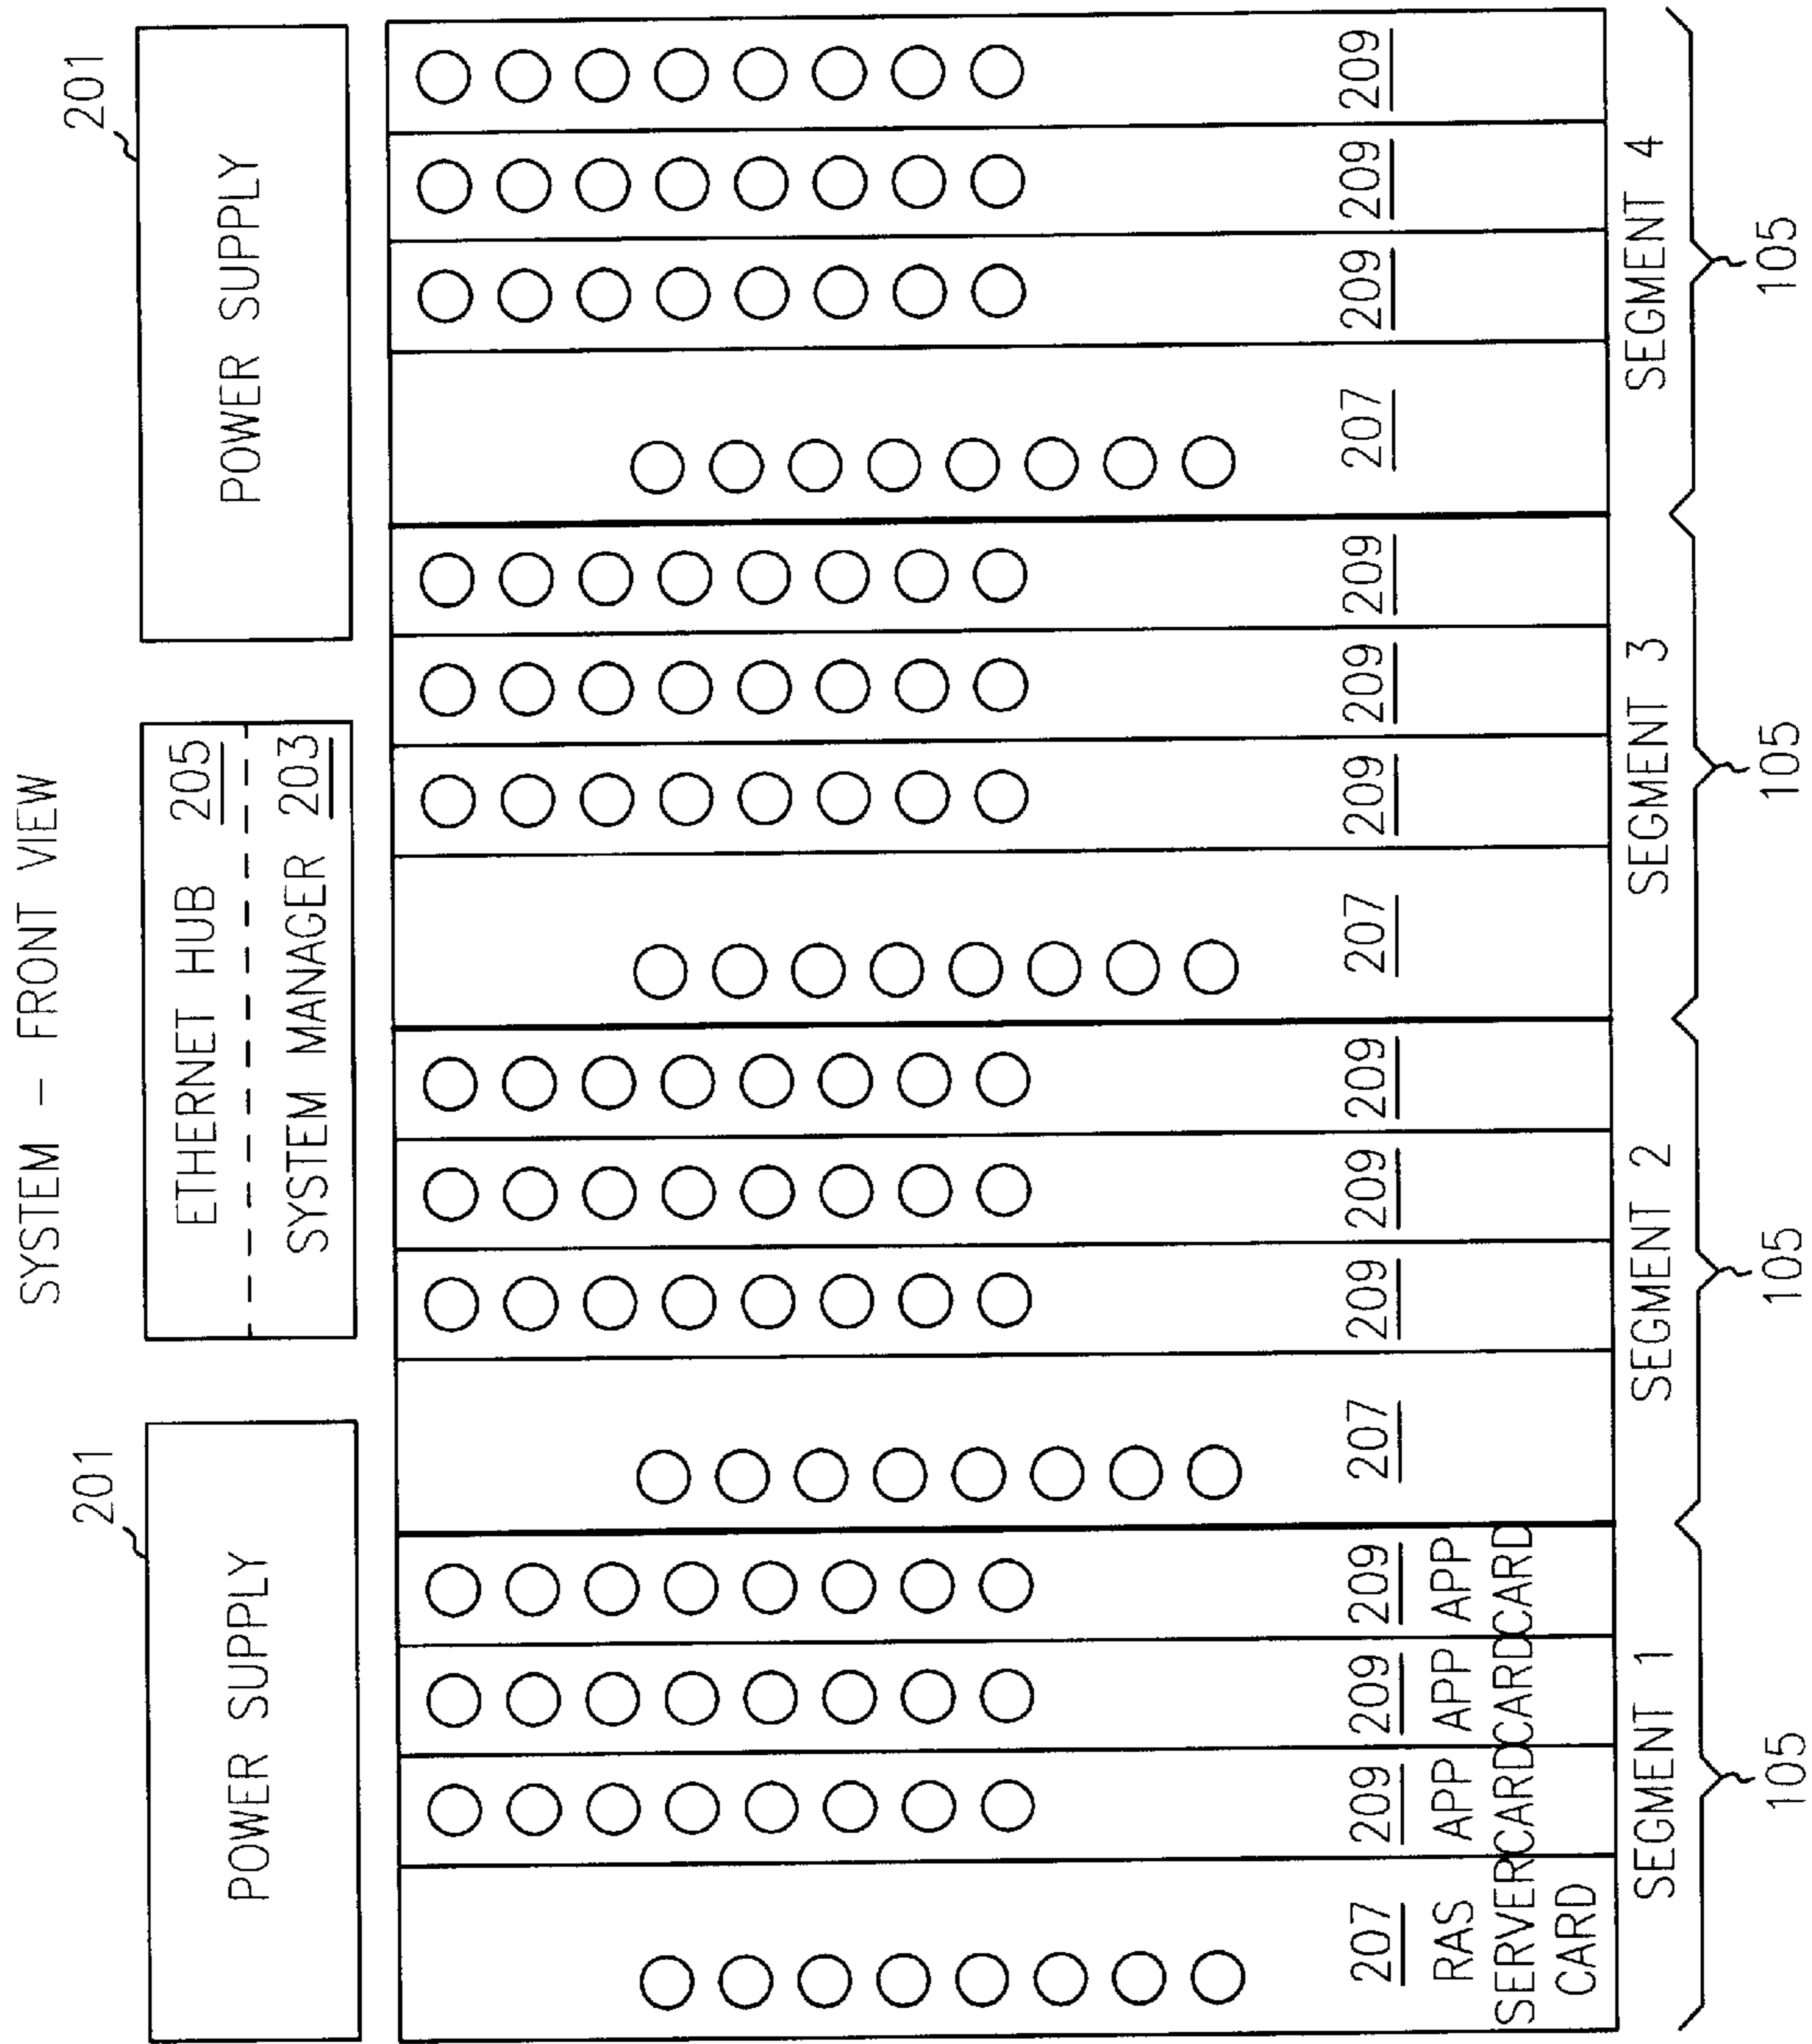 SYSTEM – FRONT VIEW
201 201
POWER SUPPLY
ETHERNET HUB 205
SYSTEM MANAGER 203
POWER SUPPLY
207 209 209 209 207 209 209 209 207 209 209 209 207 209 209 209
RAS APP APP APP
SERVER CARD CARD CARD
CARD
SEGMENT 1 SEGMENT 2 SEGMENT 3 SEGMENT 4
105 105 105 105